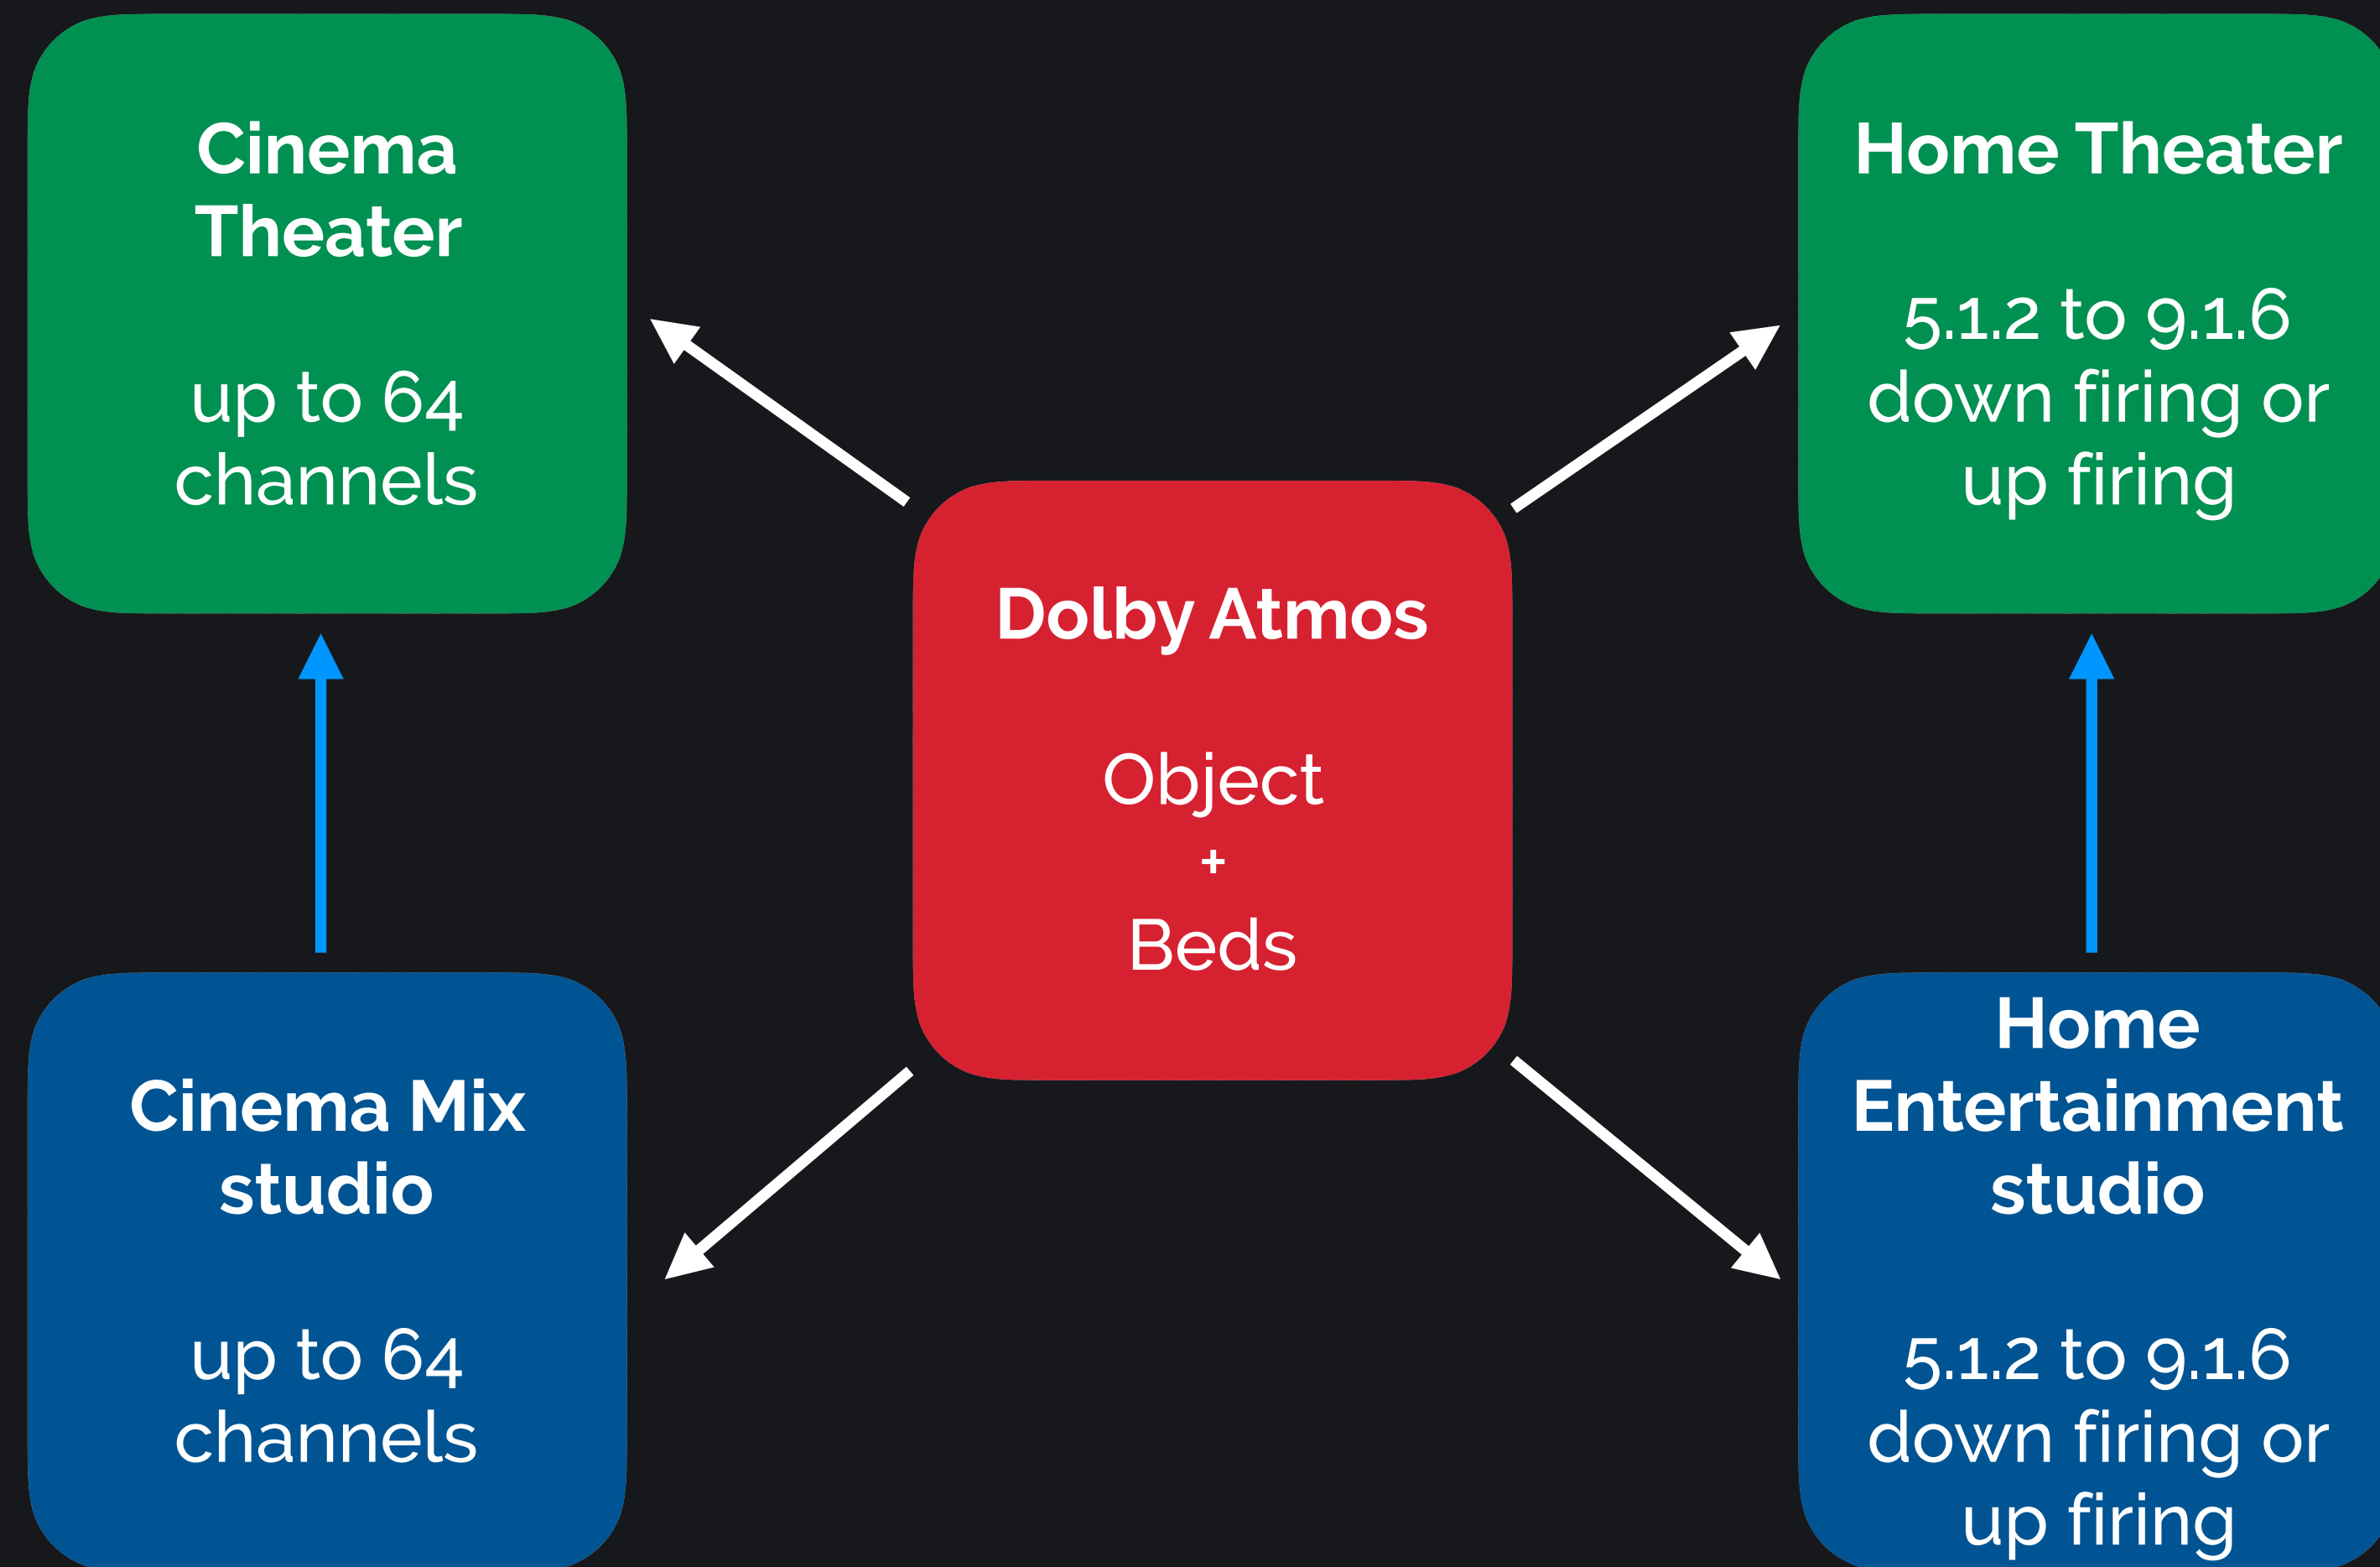 Cinema
Theater
up to 64
channels
Home Theater
5.1.2 to 9.1.6
down firing or
up firing
Dolby Atmos
Object
+
Beds
Cinema Mix
studio
up to 64
channels
Home
Entertainment
studio
5.1.2 to 9.1.6
down firing or
up firing